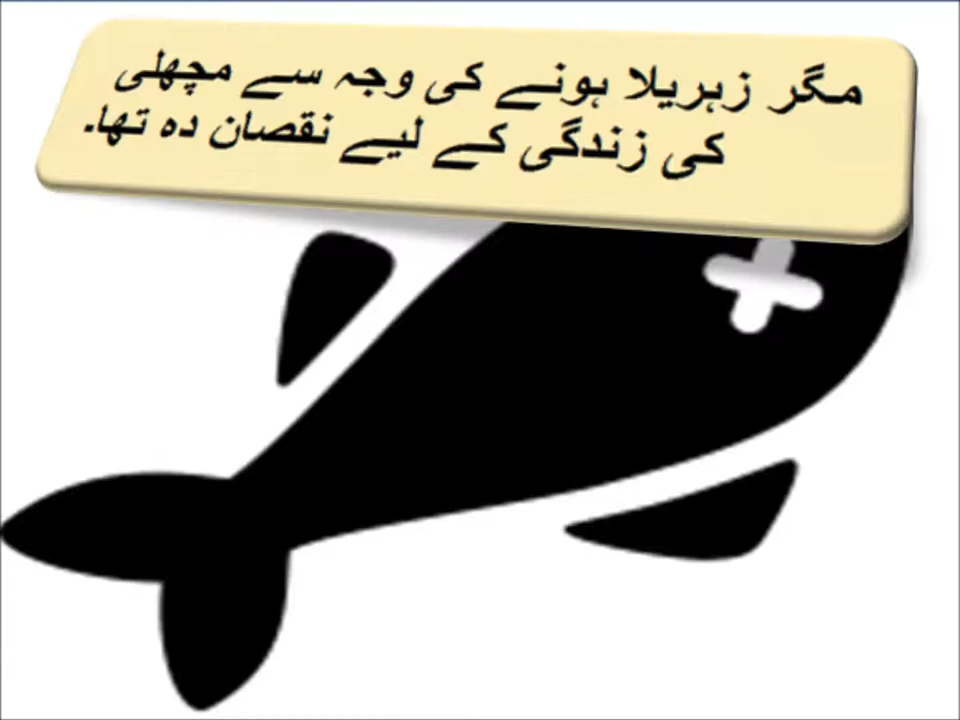 مگر زہریلا ہونے کی وجہ سے مچھلی
کی زندگی کے لیے نقصان دہ تھا۔